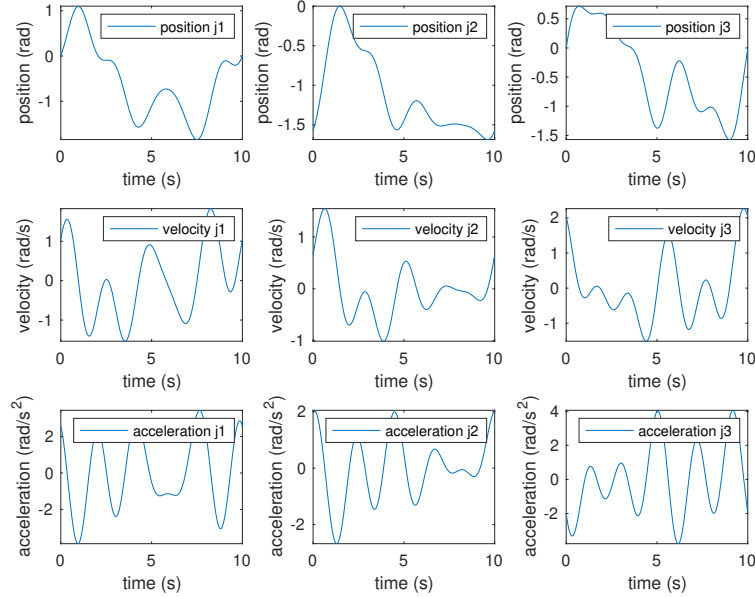 position (rad)
1
0
-1
position j1
0 5 10
time (s)
position (rad)
0
-0.5
-1
-1.5
position j2
0 5 10
time (s)
position (rad)
0.5
0
-0.5
-1
-1.5
position j3
0 5 10
time (s)
velocity (rad/s)
1
0
-1
velocity j1
0 5 10
time (s)
velocity (rad/s)
1
0
-1
velocity j2
0 5 10
time (s)
velocity (rad/s)
2
1
0
-1
velocity j3
0 5 10
time (s)
acceleration (rad/s²)
2
0
-2
acceleration j1
0 5 10
time (s)
acceleration (rad/s²)
2
0
-2
acceleration j2
0 5 10
time (s)
acceleration (rad/s²)
4
2
0
-2
acceleration j3
0 5 10
time (s)